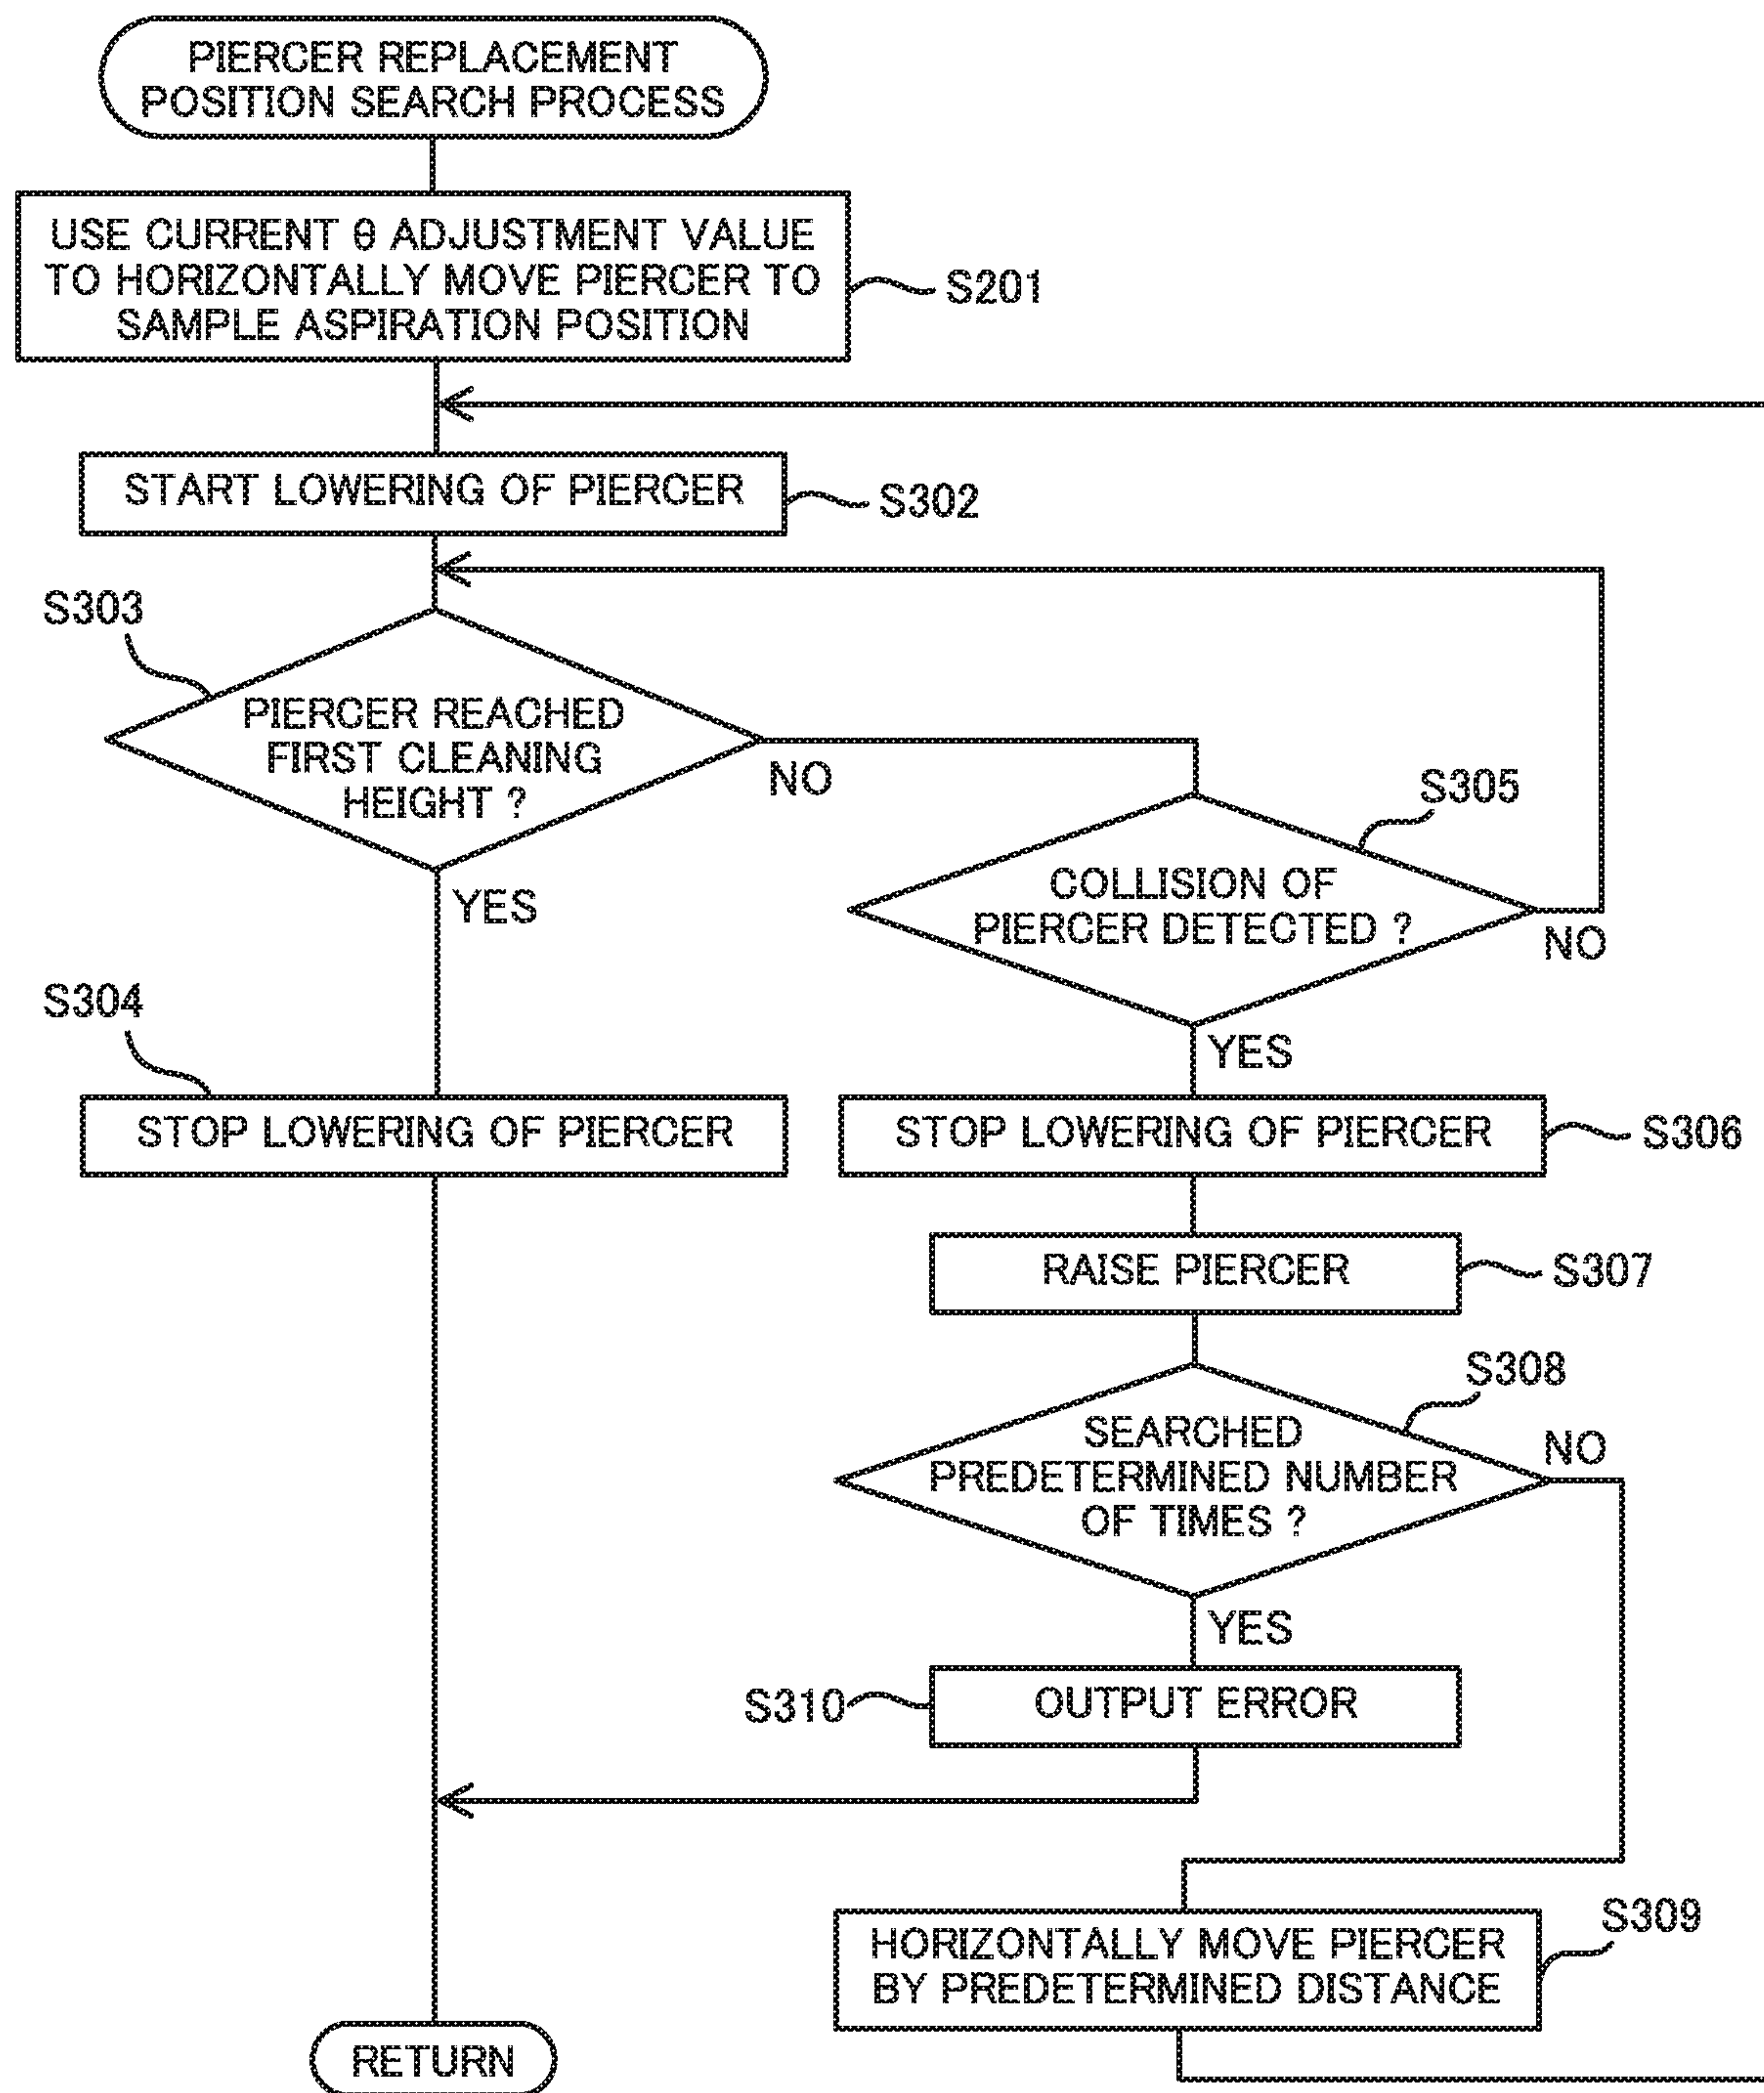 PIERCER REPLACEMENT
POSITION SEARCH PROCESS
USE CURRENT θ ADJUSTMENT VALUE
TO HORIZONTALLY MOVE PIERCER TO
SAMPLE ASPIRATION POSITION
S201
START LOWERING OF PIERCER
S302
S303
PIERCER REACHED
FIRST CLEANING
HEIGHT ?
NO
YES
S305
COLLISION OF
PIERCER DETECTED ?
NO
YES
S304
STOP LOWERING OF PIERCER
STOP LOWERING OF PIERCER
S306
RAISE PIERCER
S307
S308
SEARCHED
PREDETERMINED NUMBER
OF TIMES ?
NO
YES
S310
OUTPUT ERROR
S309
HORIZONTALLY MOVE PIERCER
BY PREDETERMINED DISTANCE
RETURN